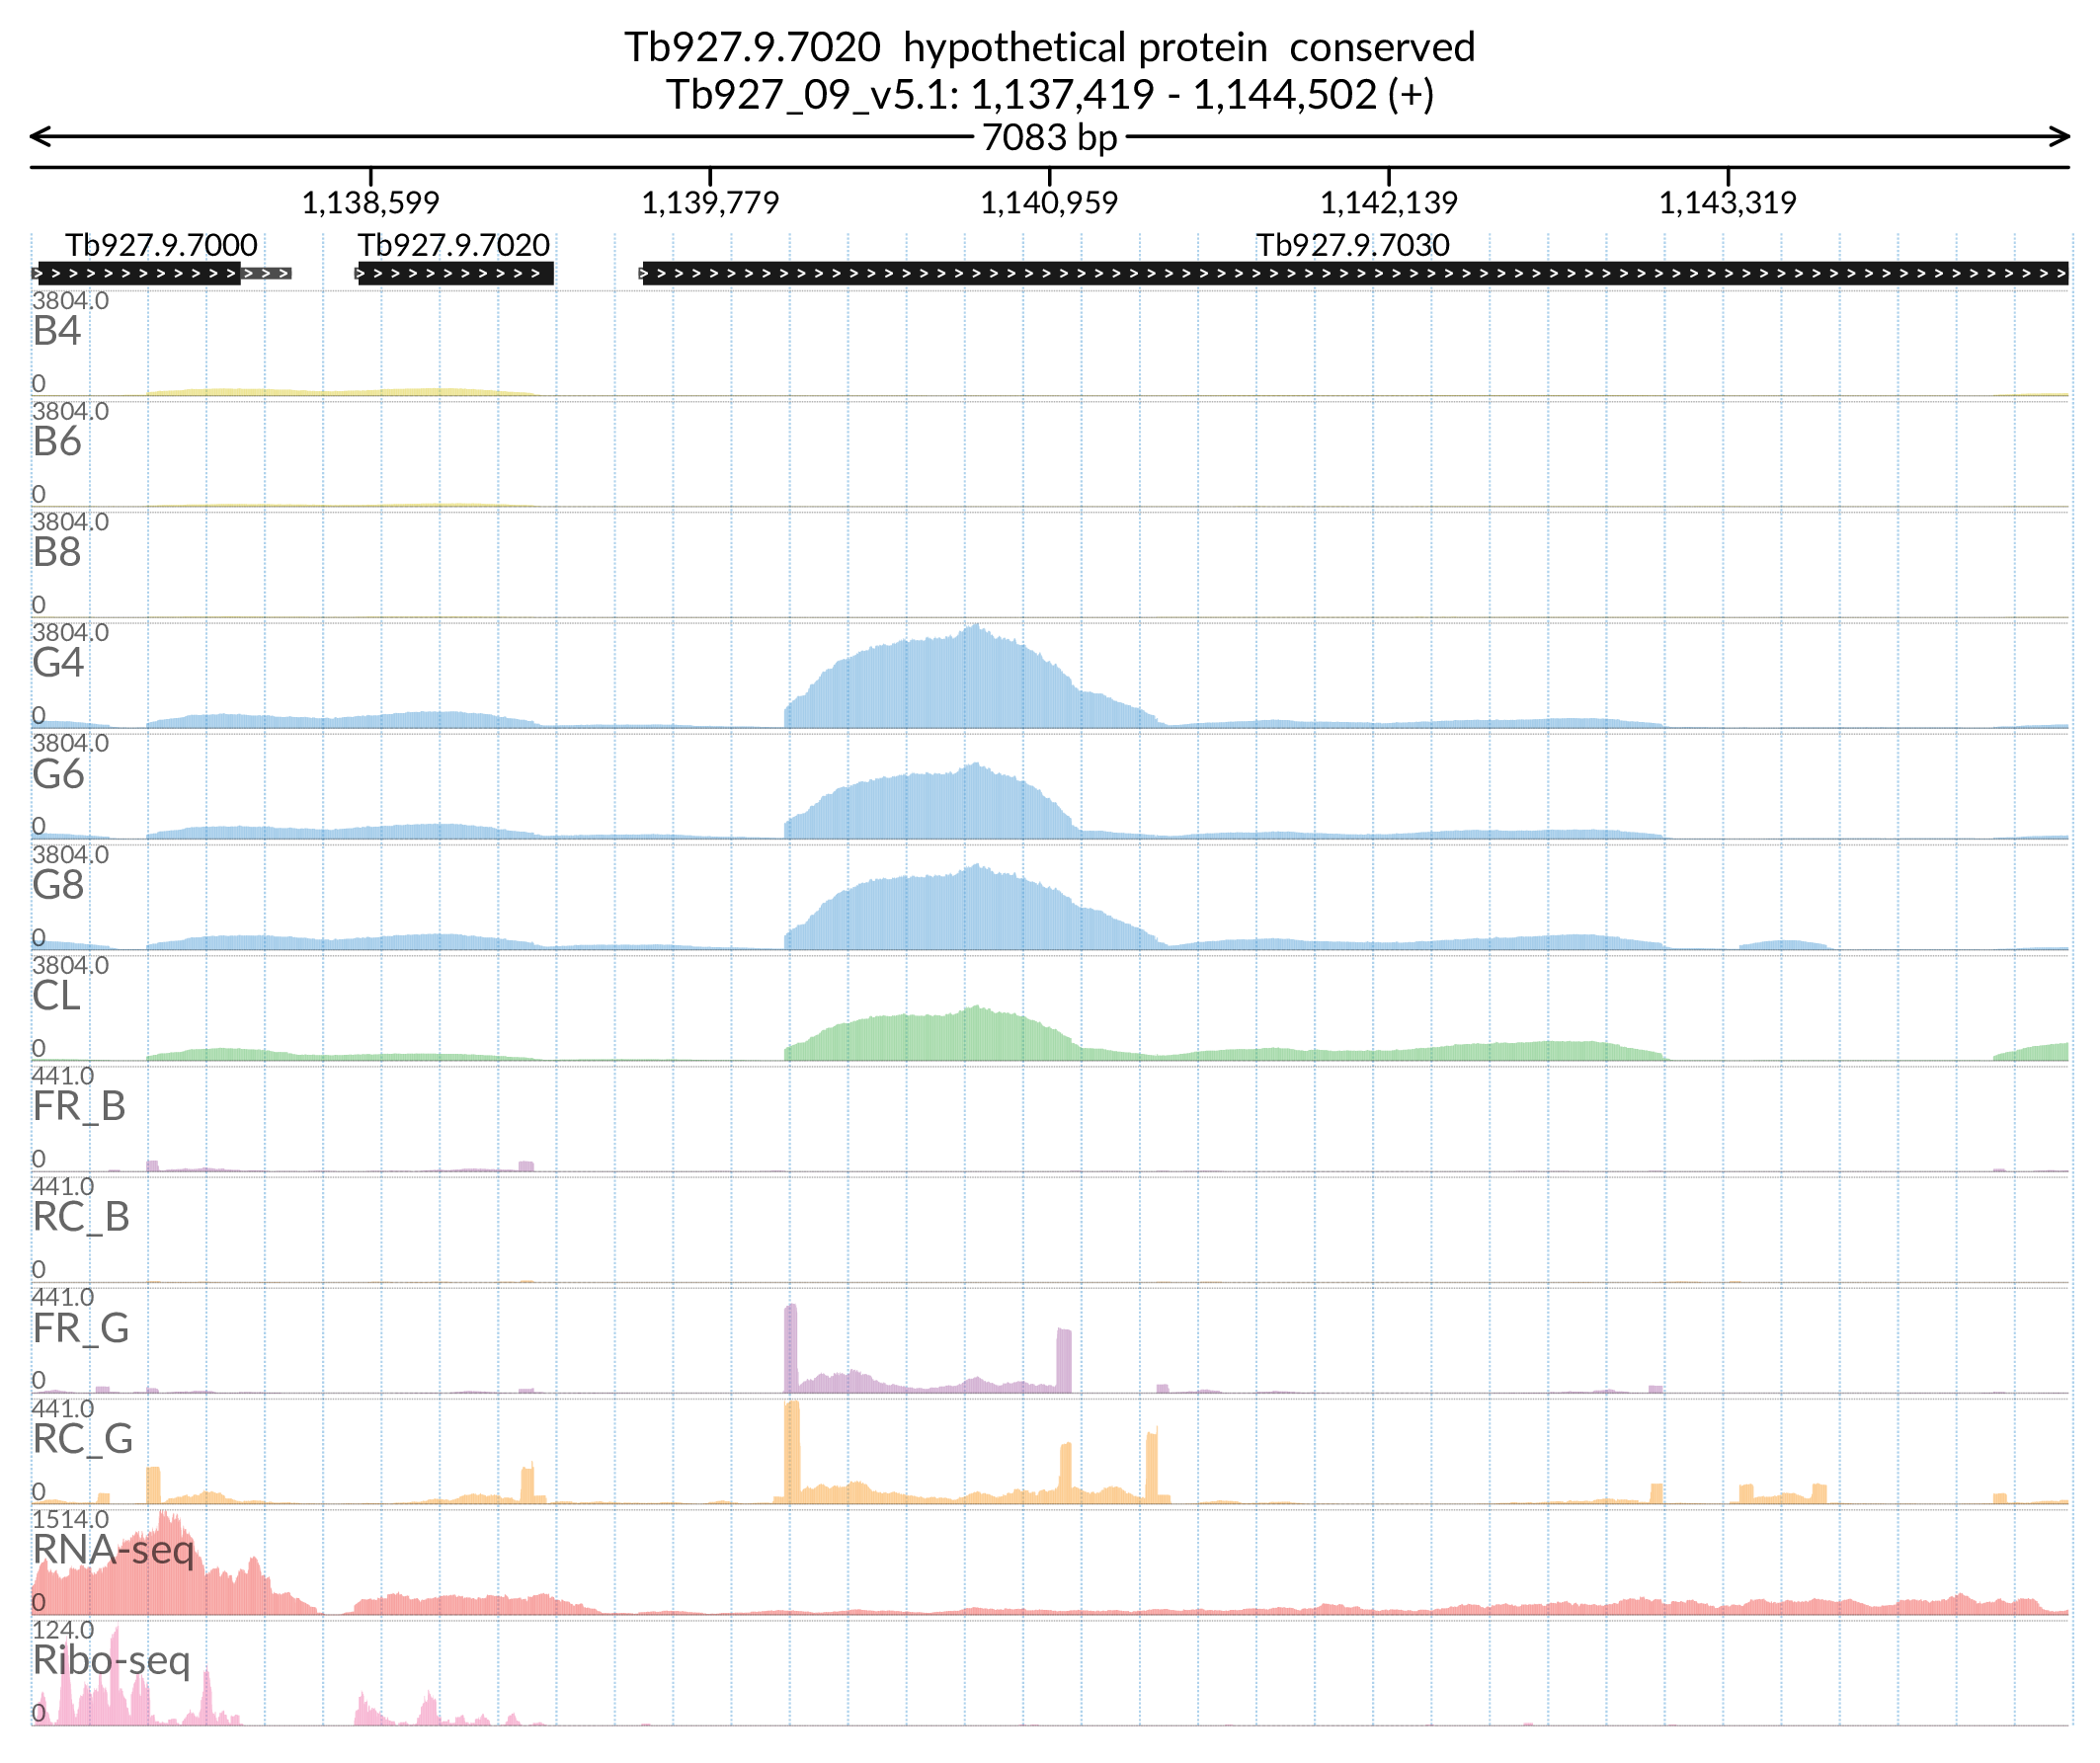 Tb927.9.7020 hypothetical protein conserved
Tb927_09_v5.1: 1,137,419 - 1,144,502 (+)
7083 bp
1,138,599 1,139,779 1,140,959 1,142,139 1,143,319
Tb927.9.7000 Tb927.9.7020 Tb927.9.7030
3804.0
B4
0
3804.0
B6
0
3804.0
B8
0
3804.0
G4
0
3804.0
G6
0
3804.0
G8
0
3804.0
CL
0
441.0
FR_B
0
441.0
RC_B
0
441.0
FR_G
0
441.0
RC_G
0
1514.0
RNA-seq
0
124.0
Ribo-seq
0